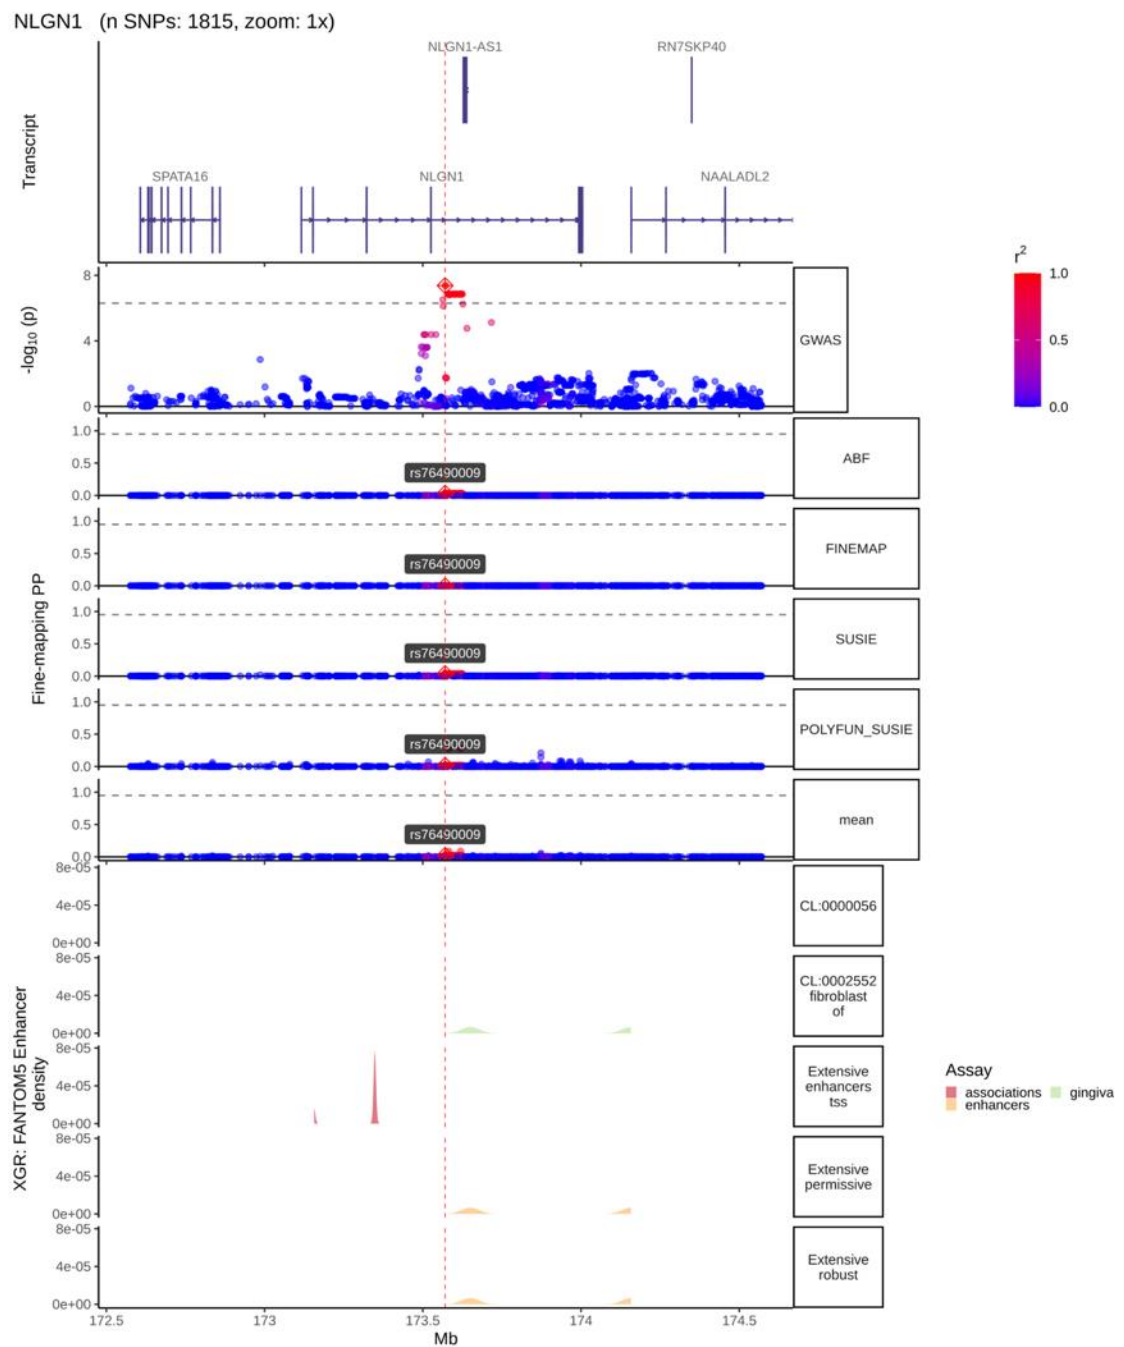 NLGN1   (n SNPs: 1815, zoom: 1x)
NLGN1-AS1
RN7SKP40
Transcript
SPATA16
NLGN1
NAALADL2
8
4
0
-log10 (p)
GWAS
r2
1.0
0.5
0.0
Fine-mapping PP
1.0
0.5
0.0
rs76490009
ABF
1.0
0.5
0.0
rs76490009
FINEMAP
1.0
0.5
0.0
rs76490009
SUSIE
1.0
0.5
0.0
rs76490009
POLYFUN_SUSIE
1.0
0.5
0.0
rs76490009
mean
XGR: FANTOM5 Enhancer
density
8e-05
4e-05
0e+00
CL:0000056
8e-05
4e-05
0e+00
CL:0002552
fibroblast
of
8e-05
4e-05
0e+00
Extensive
enhancers
tss
8e-05
4e-05
0e+00
Extensive
permissive
8e-05
4e-05
0e+00
Extensive
robust
Assay
associations
gingiva
enhancers
172.5
173
173.5
174
174.5
Mb